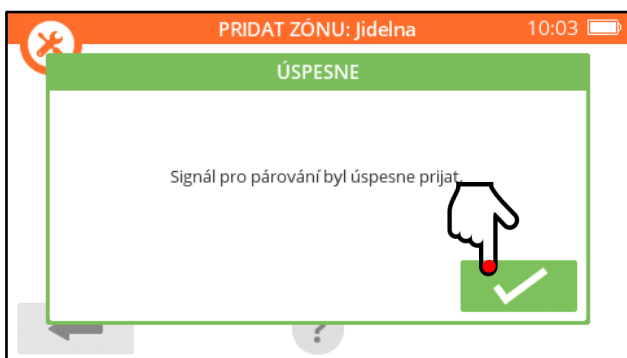 PRIDAT ZÓNU: Jidelna 10:03
ÚSPESNE
Signál pro párování byl úspesne prijat.
?